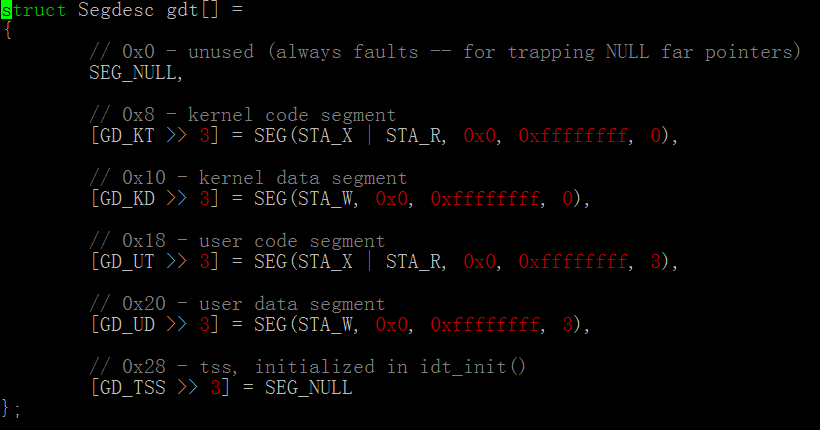 struct Segdesc gdt[] =
{
        // 0x0 - unused (always faults -- for trapping NULL far pointers)
        SEG_NULL,

        // 0x8 - kernel code segment
        [GD_KT >> 3] = SEG(STA_X | STA_R, 0x0, 0xffffffff, 0),

        // 0x10 - kernel data segment
        [GD_KD >> 3] = SEG(STA_W, 0x0, 0xffffffff, 0),

        // 0x18 - user code segment
        [GD_UT >> 3] = SEG(STA_X | STA_R, 0x0, 0xffffffff, 3),

        // 0x20 - user data segment
        [GD_UD >> 3] = SEG(STA_W, 0x0, 0xffffffff, 3),

        // 0x28 - tss, initialized in idt_init()
        [GD_TSS >> 3] = SEG_NULL
};